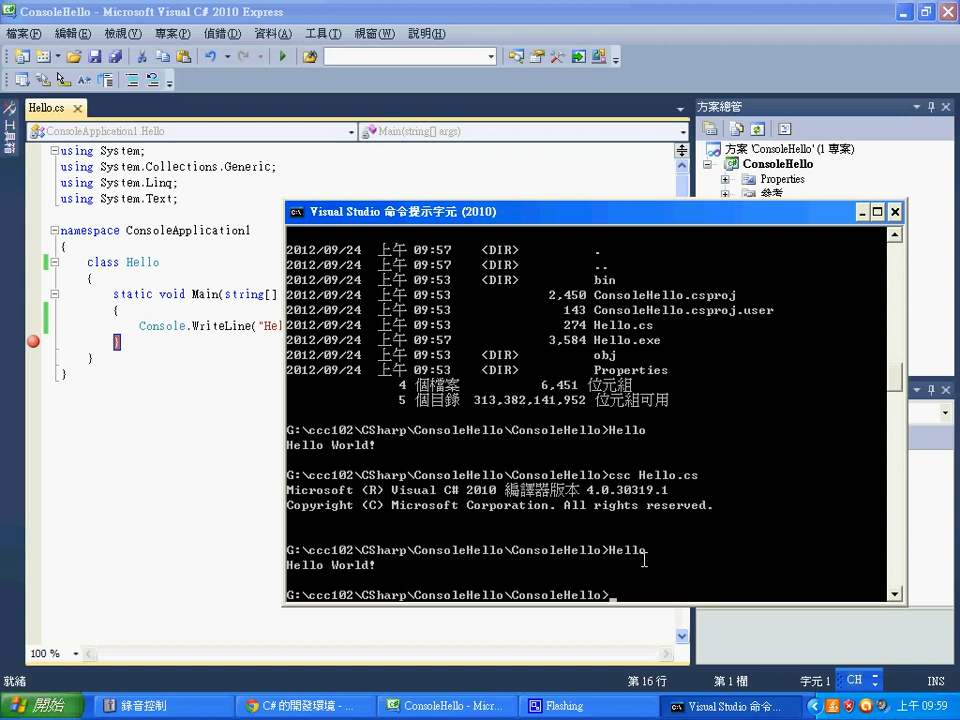 ConsoleHello - Microsoft Visual C# 2010 Express
檔案(F) 編輯(E) 檢視(V) 專案(P) 偵錯(D) 資料(A) 工具(T) 視窗(W) 說明(H)
Hello.cs
方案總管
工具箱
ConsoleApplication1.Hello
Main(string[] args)
using System;
using System.Collections.Generic;
using System.Linq;
using System.Text;
namespace ConsoleApplication1
{
class Hello
{
static void Main(string[]
{
Console.WriteLine("Hel
}
}
}
方案 'ConsoleHello' (1 專案)
ConsoleHello
Properties
參考
Visual Studio 命令提示字元 (2010)
2012/09/24 上午 09:57 <DIR> .
2012/09/24 上午 09:57 <DIR> ..
2012/09/24 上午 09:53 <DIR> bin
2012/09/24 上午 09:53 2,450 ConsoleHello.csproj
2012/09/24 上午 09:53 143 ConsoleHello.csproj.user
2012/09/24 上午 09:53 274 Hello.cs
2012/09/24 上午 09:57 3,584 Hello.exe
2012/09/24 上午 09:53 <DIR> obj
2012/09/24 上午 09:53 <DIR> Properties
4 個檔案 6,451 位元組
5 個目錄 313,382,141,952 位元組可用
G:\ccc102\CSharp\ConsoleHello\ConsoleHello>Hello
Hello World!
G:\ccc102\CSharp\ConsoleHello\ConsoleHello>csc Hello.cs
Microsoft (R) Visual C# 2010 編譯器版本 4.0.30319.1
Copyright (C) Microsoft Corporation. All rights reserved.
G:\ccc102\CSharp\ConsoleHello\ConsoleHello>Hello
Hello World!
G:\ccc102\CSharp\ConsoleHello\ConsoleHello>
100 %
就緒 第 16 行 第 1 欄 字元 1 CH INS
開始 錄音控制 C# 的開發環境 - ... ConsoleHello - Micr... Flashing Visual Studio 命令... 上午 09:59